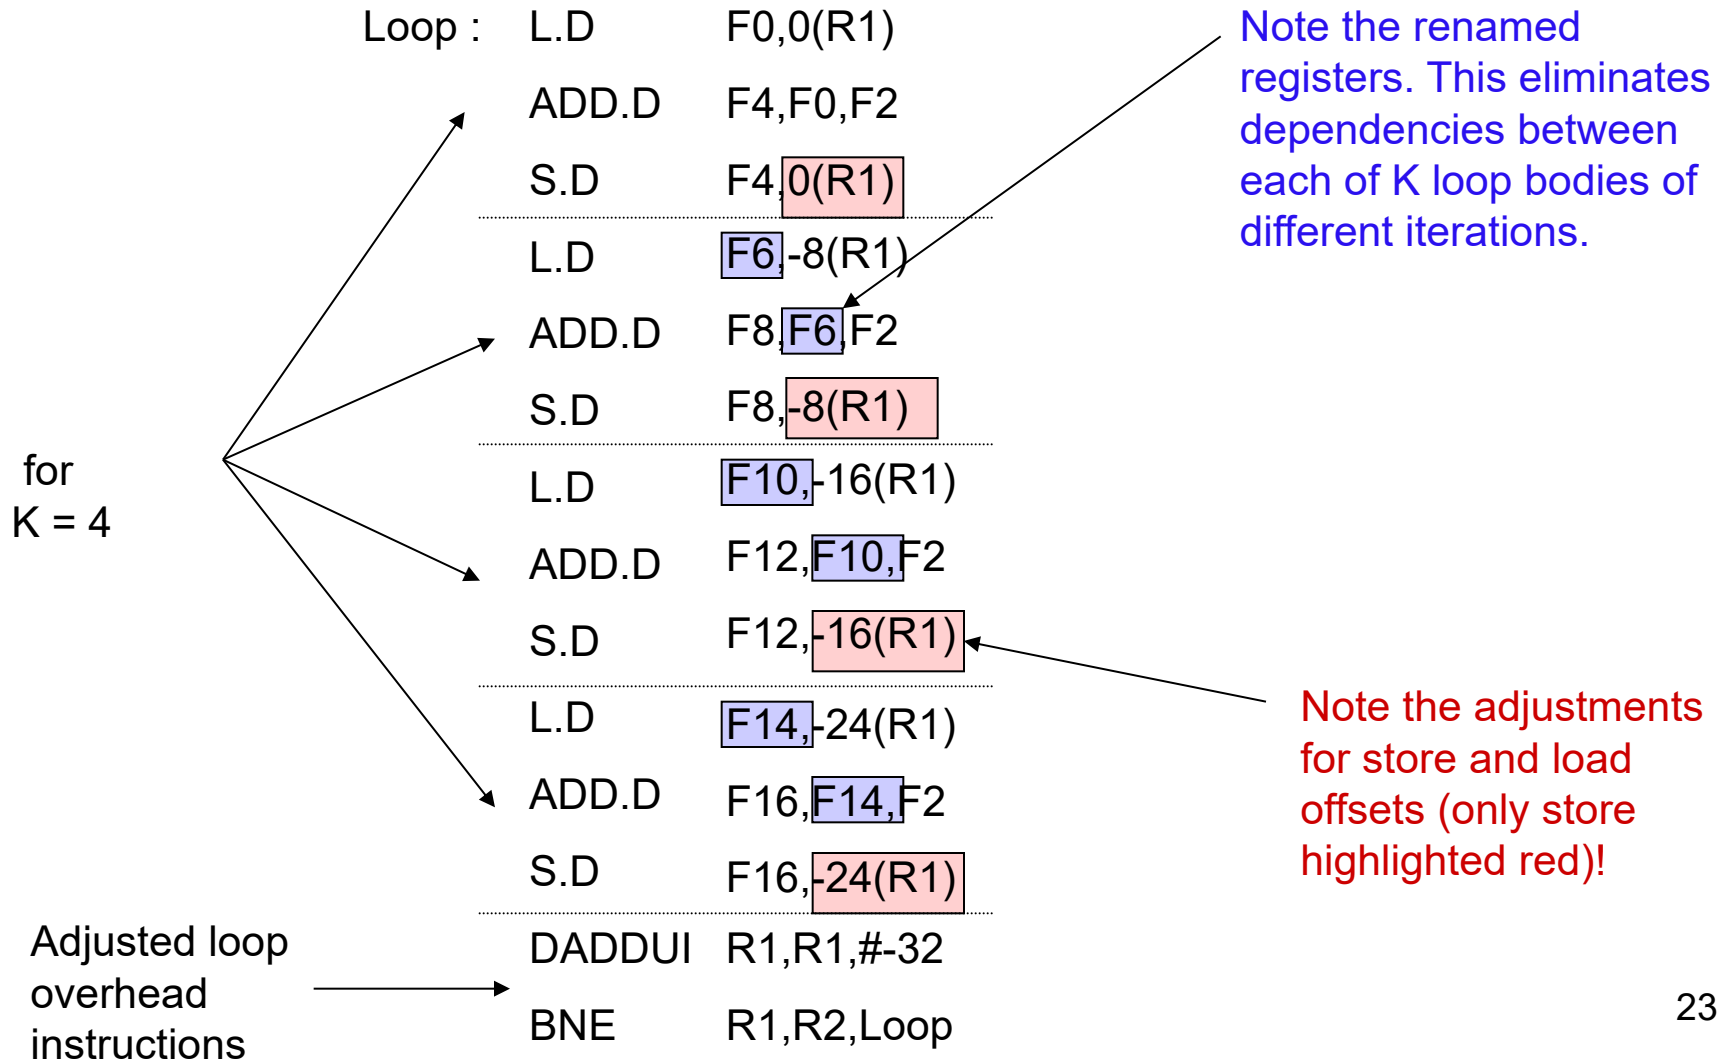 Loop : L.D F0,0(R1)
ADD.D F4,F0,F2
S.D F4,0(R1)
L.D F6,-8(R1)
ADD.D F8,F6,F2
S.D F8,-8(R1)
L.D F10,-16(R1)
ADD.D F12,F10,F2
S.D F12,-16(R1)
L.D F14,-24(R1)
ADD.D F16,F14,F2
S.D F16,-24(R1)
DADDUI R1,R1,#-32
BNE R1,R2,Loop
Note the renamed
registers. This eliminates
dependencies between
each of K loop bodies of
different iterations.
for
K = 4
Note the adjustments
for store and load
offsets (only store
highlighted red)!
Adjusted loop
overhead
instructions
23